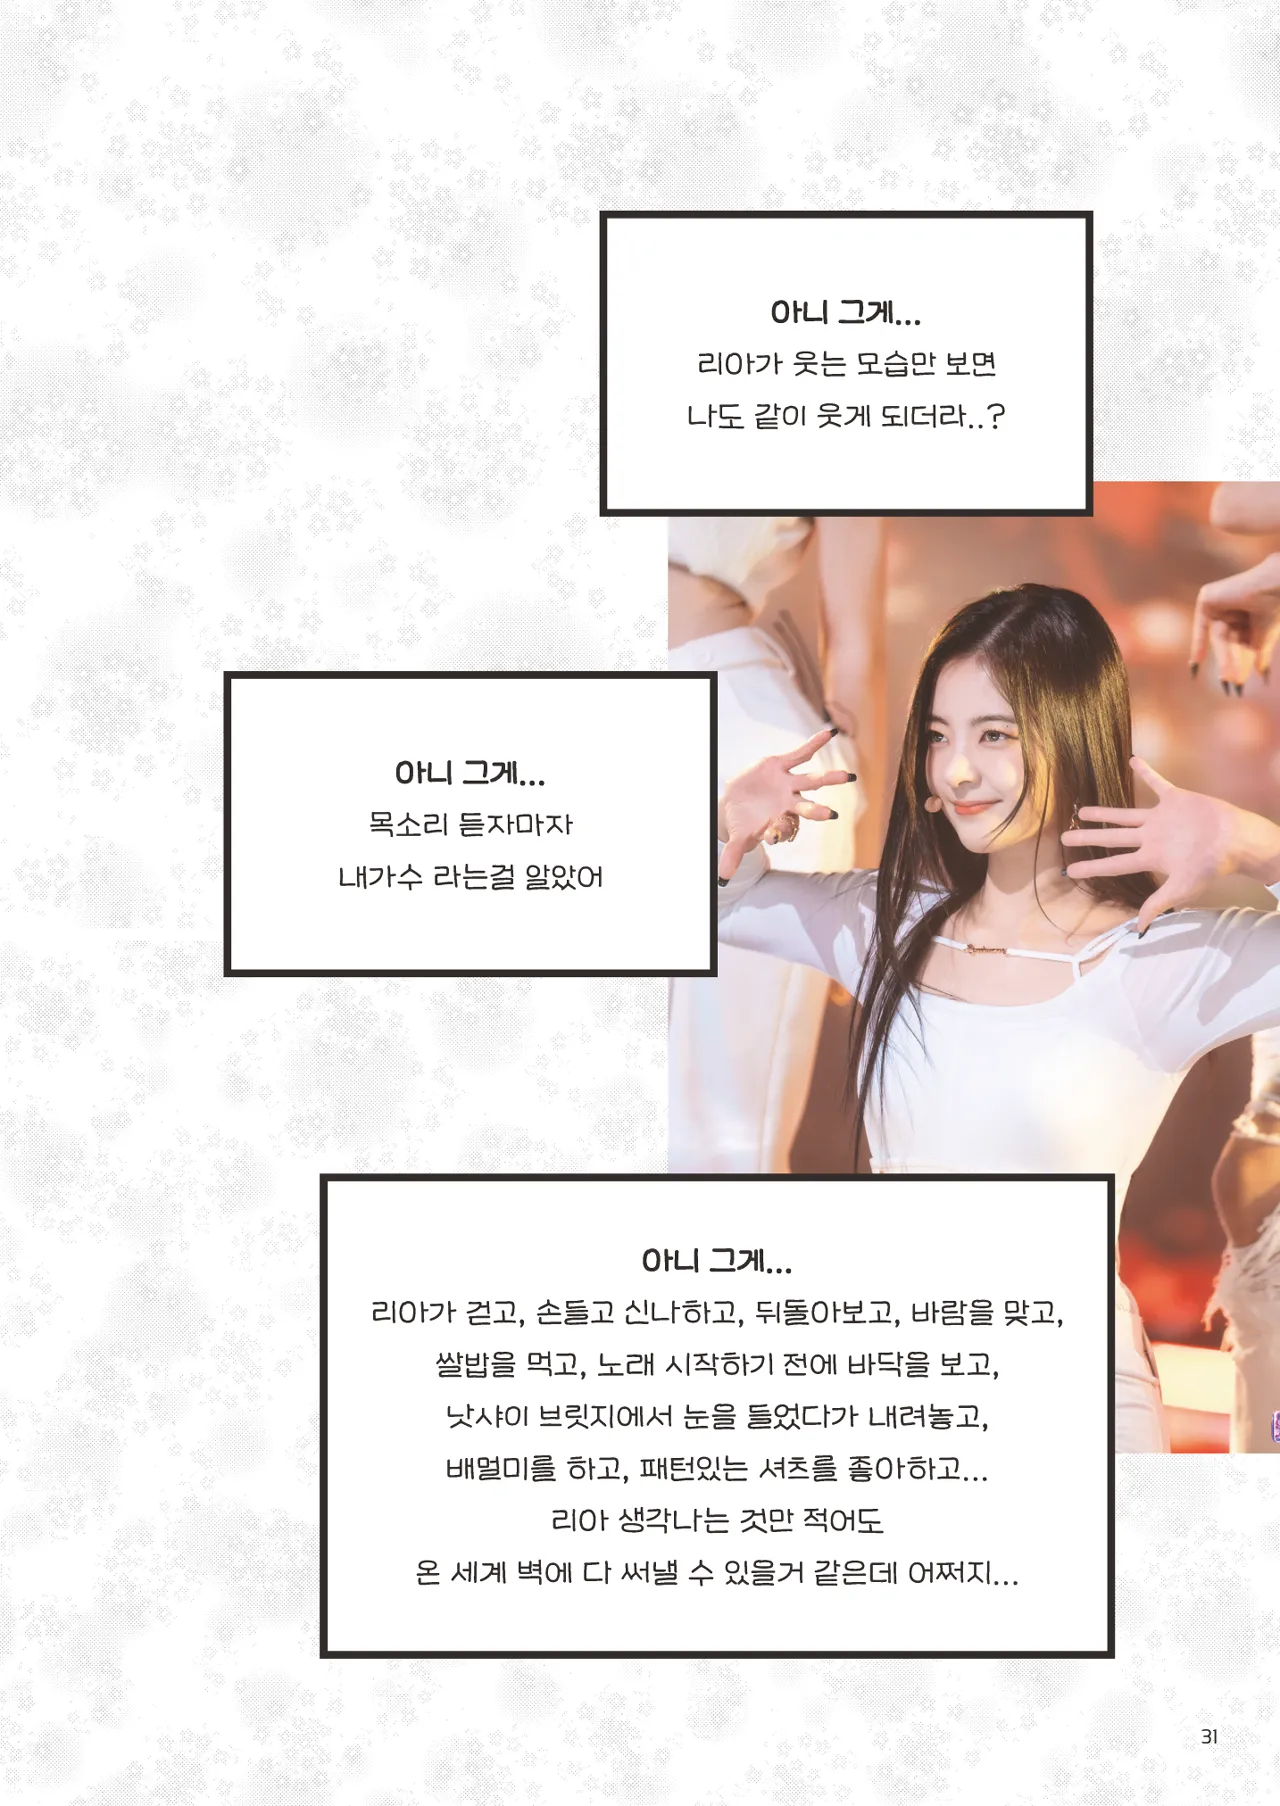 아니 그게...
리아가 웃는 모습만 보면
나도 같이 웃게 되더라..?
아니 그게...
목소리 듣자마자
내가수 라는걸 알았어
아니 그게...
리아가 걷고, 손들고 신나하고, 뒤돌아보고, 바람을 맞고,
쌀밥을 먹고, 노래 시작하기 전에 바닥을 보고,
낫샤이 브릿지에서 눈을 들었다가 내려놓고,
배멀미를 하고, 패턴있는 셔츠를 좋아하고...
리아 생각나는 것만 적어도
온 세계 벽에 다 써낼 수 있을거 같은데 어쩌지...
31